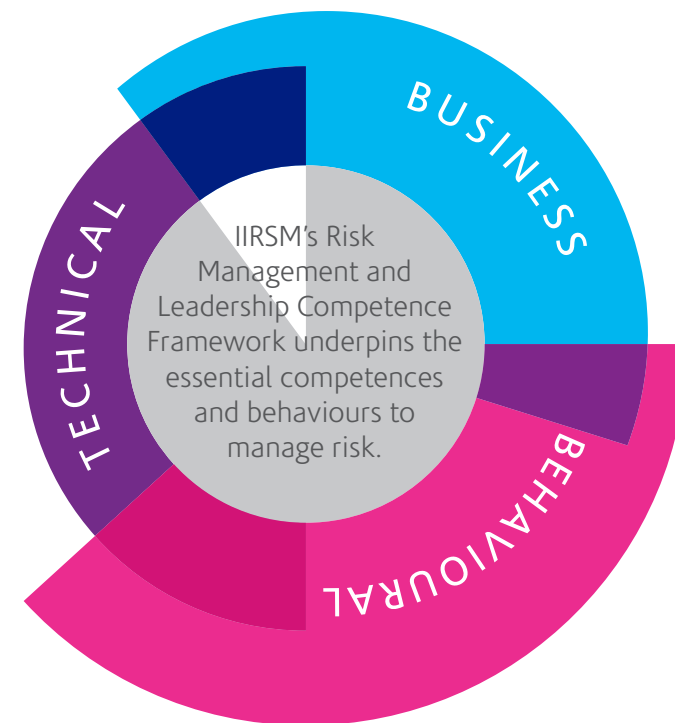 BUSINESS
TECHNICAL
IIRSM’s Risk
Management and
Leadership Competence
Framework underpins the
essential competences
and behaviours to
manage risk.
BEHAVIOURAL